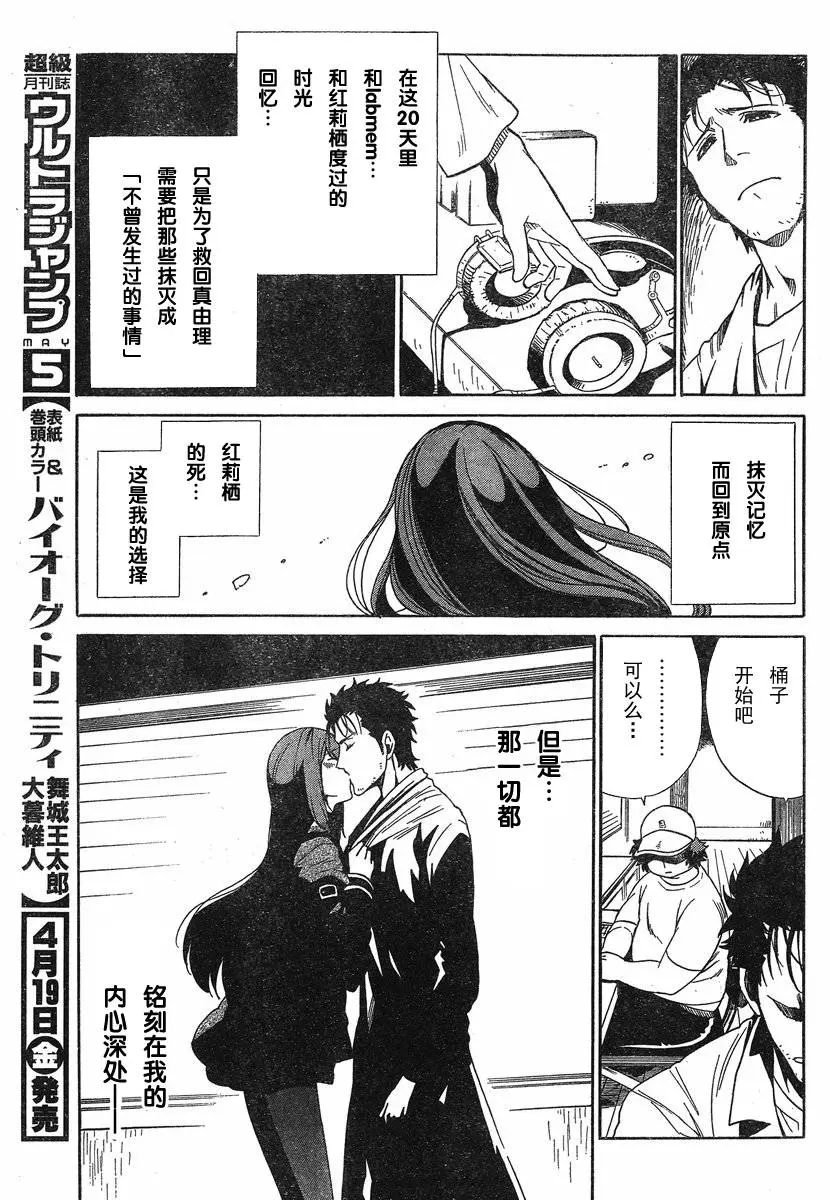 在这20天里
和labmem…
和红莉栖度过的
时光
回忆…
只是为了救回真由理
需要把那些抹灭成
「不曾发生过的事情」
抹灭记忆
而回到原点
红莉栖
的死…
这是我的选择
桶子
开始吧
…………
可以么…
但是…
那一切都
铭刻在我的
内心深处——
超級
月刊誌
ウルトラジャンプ
MAY
5
【表紙
&
巻頭カラー
バイオーグ・トリニティ
舞城王太郎
大暮維人】
4月19日金発売